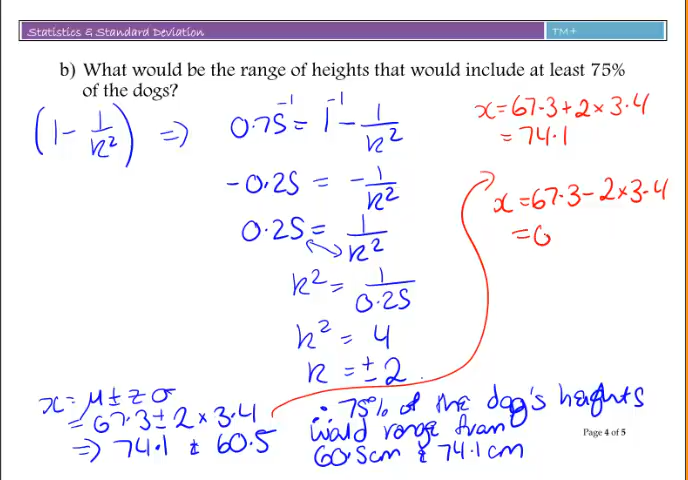 Statistics & Standard Deviation
TM+
b) What would be the range of heights that would include at least 75%
of the dogs?
(1 - 1/k²) ⇒ 0.75⁻¹ = 1⁻¹ - 1/k²
-0.25 = -1/k²
0.25 = 1/k²
k² = 1/0.25
k² = 4
k = ±2
x = μ ± z σ
= 67.3 ± 2 × 3.4
⇒ 74.1 & 60.5
∴ 75% of the dog's heights
would range from
60.5cm & 74.1cm
x = 67.3 + 2 × 3.4
= 74.1
x = 67.3 - 2 × 3.4
= 6
Page 4 of 5